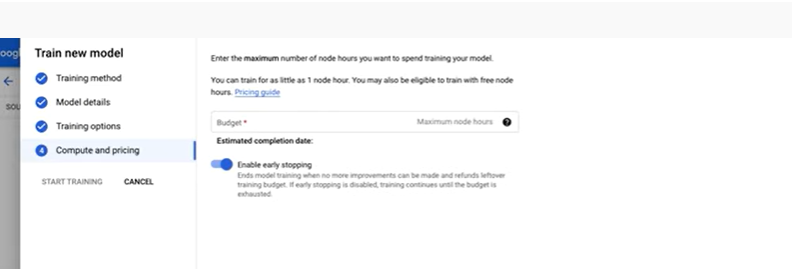 Train new model
Training method
Model details
Training options
4 Compute and pricing
START TRAINING CANCEL
Enter the maximum number of node hours you want to spend training your model.
You can train for as little as 1 node hour. You may also be eligible to train with free node
hours. Pricing guide
Budget * Maximum node hours ?
Estimated completion date:
Enable early stopping
Ends model training when no more improvements can be made and refunds leftover
training budget. If early stopping is disabled, training continues until the budget is
exhausted.